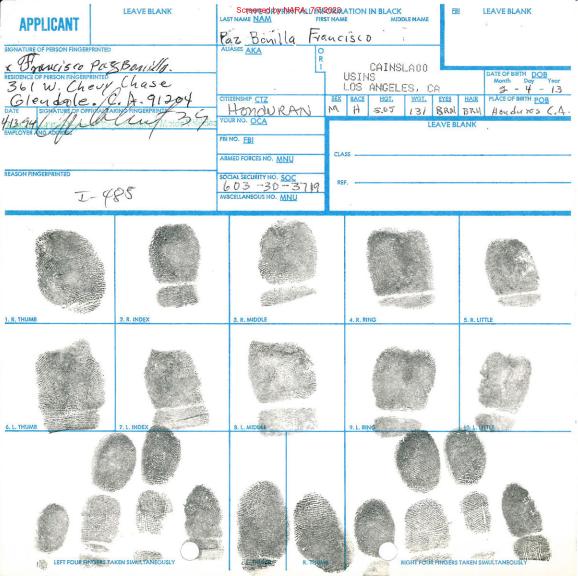 APPLICANT
LEAVE BLANK
TYPE OR PRINT ALL INFORMATION IN BLACK
Screened by NARA, 7/7/2023
FBI
LEAVE BLANK
LAST NAME NAM
FIRST NAME
MIDDLE NAME
Paz Bonilla Francisco
SIGNATURE OF PERSON FINGERPRINTED
x Francisco Paz Bonilla.
ALIASES AKA
O
R
I
CAINSLA00
USINS
LOS ANGELES, CA
RESIDENCE OF PERSON FINGERPRINTED
361 W. Chevy Chase
Glendale. C.A. 91204
DATE OF BIRTH DOB
Month Day Year
2-4-13
CITIZENSHIP CTZ
HONDURAN
SEX
M
RACE
H
HGT.
5.05
WGT.
131
EYES
BRN
HAIR
BRN
PLACE OF BIRTH POB
Honduras C.A.
DATE
SIGNATURE OF OFFICIAL TAKING FINGERPRINTS
YOUR NO. OCA
LEAVE BLANK
EMPLOYER AND ADDRESS
FBI NO. FBI
CLASS
ARMED FORCES NO. MNU
REASON FINGERPRINTED
I-485
SOCIAL SECURITY NO. SOC
603-30-3719
REF.
MISCELLANEOUS NO. MNU
1. R. THUMB
2. R. INDEX
3. R. MIDDLE
4. R. RING
5. R. LITTLE
6. L. THUMB
7. L. INDEX
8. L. MIDDLE
9. L. RING
10. L. LITTLE
LEFT FOUR FINGERS TAKEN SIMULTANEOUSLY
L. THUMB
R. THUMB
RIGHT FOUR FINGERS TAKEN SIMULTANEOUSLY